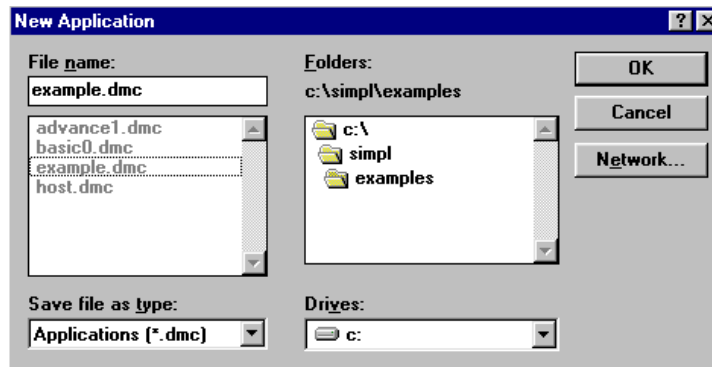 New Application
File name:
example.dmc
advance1.dmc
basic0.dmc
example.dmc
host.dmc
Save file as type:
Applications (*.dmc)
Folders:
c:\simpl\examples
c:\
simpl
examples
Drives:
c:
OK
Cancel
Network...